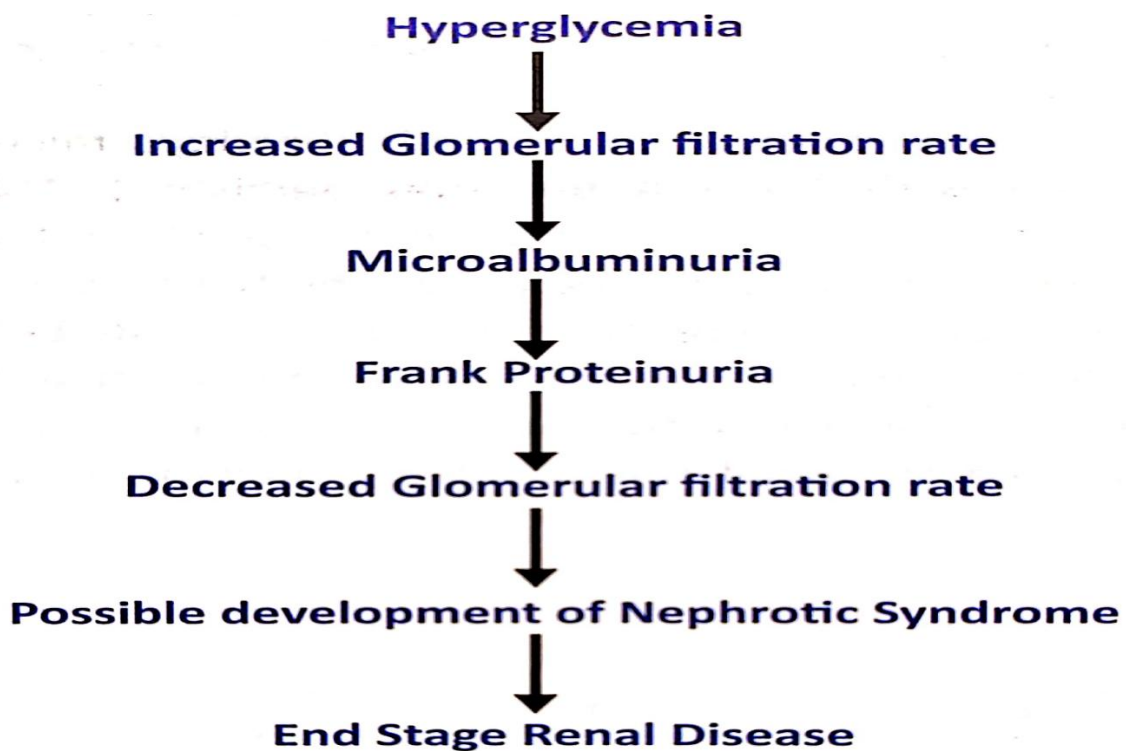 Hyperglycemia
Increased Glomerular filtration rate
Microalbuminuria
Frank Proteinuria
Decreased Glomerular filtration rate
Possible development of Nephrotic Syndrome
End Stage Renal Disease